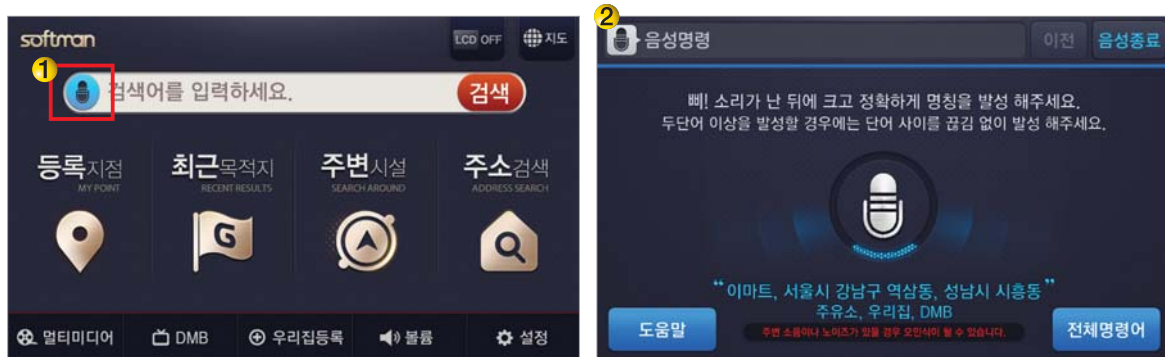 softman
LCD OFF 지도
1
검색어를 입력하세요. 검색
등록지점 최근목적지 주변시설 주소검색
MY POINT RECENT RESULTS SEARCH AROUND ADDRESS SEARCH
G
멀티미디어 DMB 우리집등록 볼륨 설정
2
음성명령 이전 음성종료
삐! 소리가 난 뒤에 크고 정확하게 명칭을 발성 해주세요.
두단어 이상을 발성할 경우에는 단어 사이를 끊김 없이 발성 해주세요.
“이마트, 서울시 강남구 역삼동, 성남시 시흥동”
주유소, 우리집, DMB
도움말 주변 소음이나 노이즈가 있을 경우 오인식이 될 수 있습니다. 전체명령어